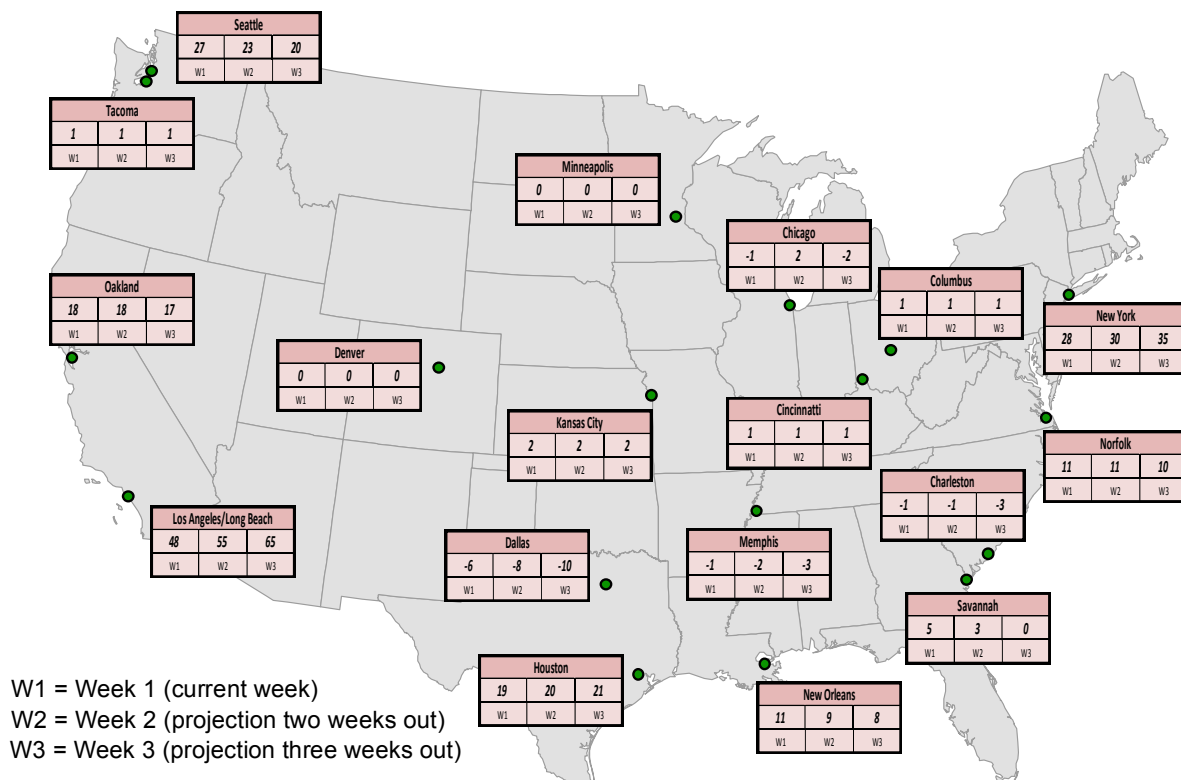 Seattle
27 23 20
W1 W2 W3
Tacoma
1 1 1
W1 W2 W3
Minneapolis
0 0 0
W1 W2 W3
Chicago
-1 2 -2
W1 W2 W3
Columbus
1 1 1
W1 W2 W3
Oakland
18 18 17
W1 W2 W3
New York
28 30 35
W1 W2 W3
Denver
0 0 0
W1 W2 W3
Kansas City
2 2 2
W1 W2 W3
Cincinnatti
1 1 1
W1 W2 W3
Norfolk
11 11 10
W1 W2 W3
Charleston
-1 -1 -3
W1 W2 W3
Los Angeles/Long Beach
48 55 65
W1 W2 W3
Dallas
-6 -8 -10
W1 W2 W3
Memphis
-1 -2 -3
W1 W2 W3
Savannah
5 3 0
W1 W2 W3
Houston
19 20 21
W1 W2 W3
New Orleans
11 9 8
W1 W2 W3
W1 = Week 1 (current week)
W2 = Week 2 (projection two weeks out)
W3 = Week 3 (projection three weeks out)